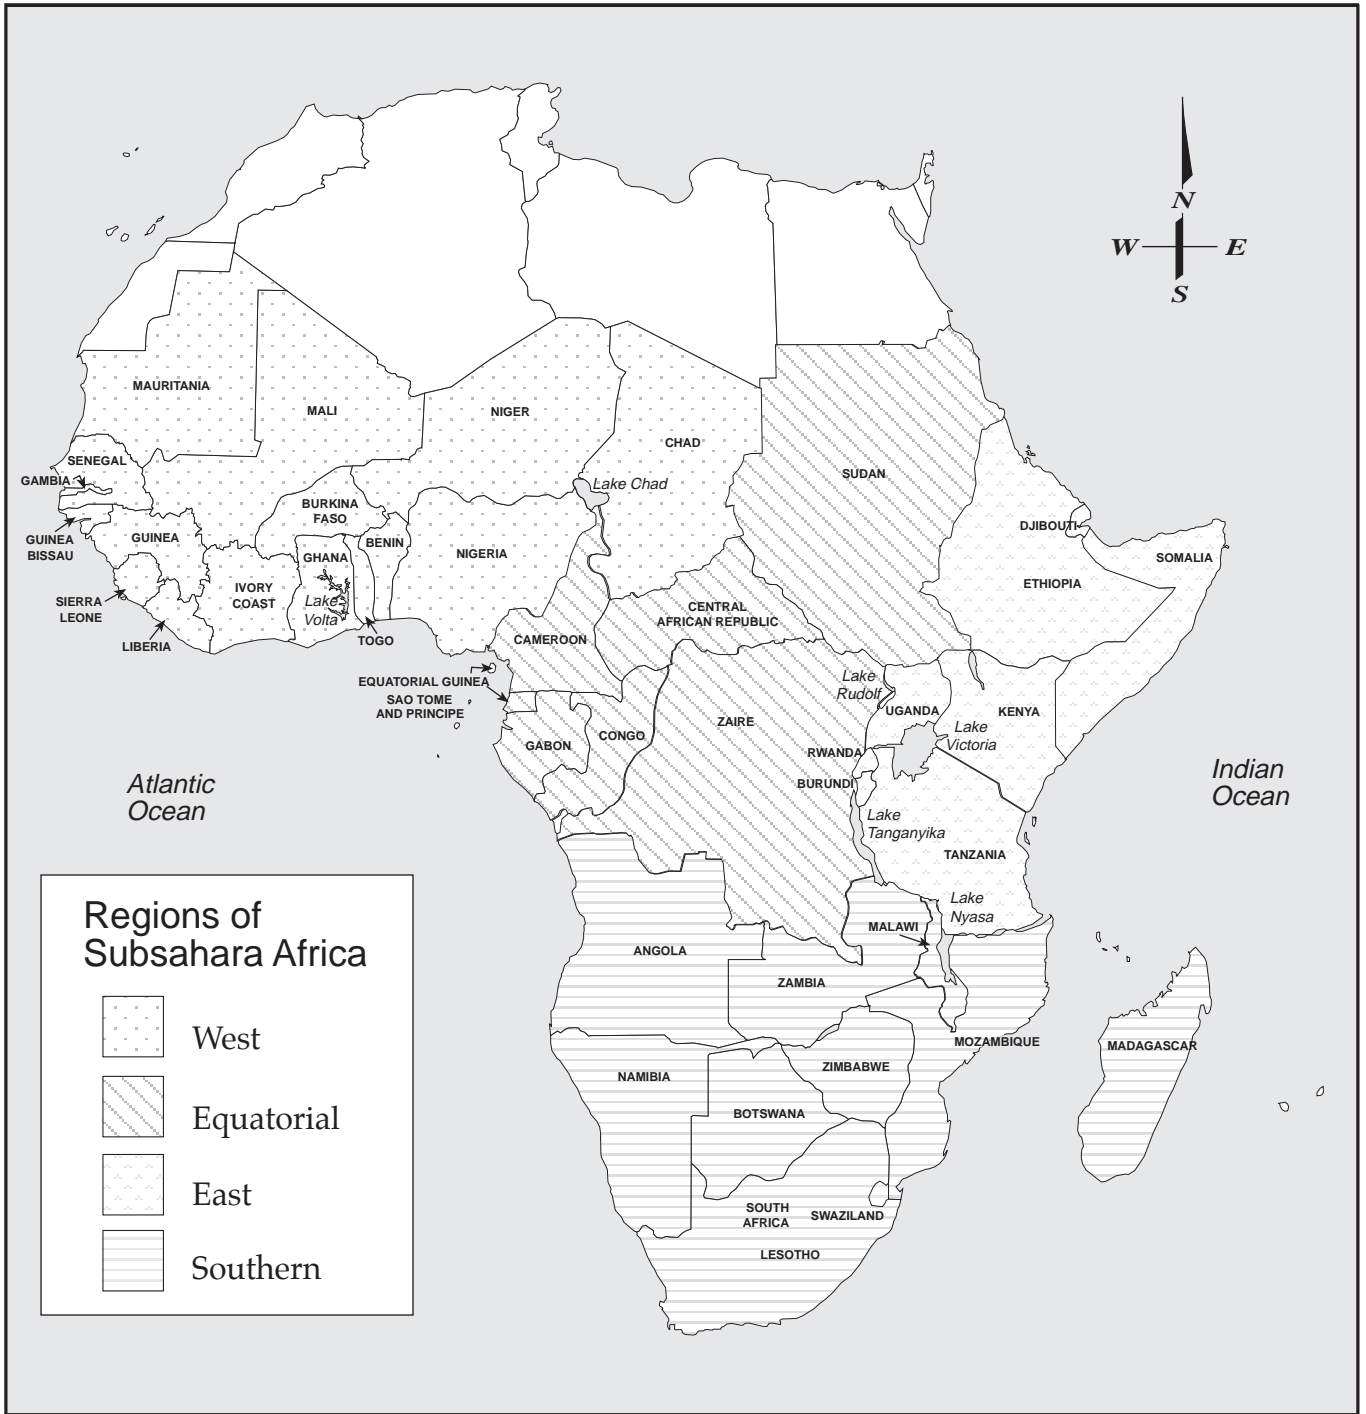 N
W
E
S
MAURITANIA
MALI
NIGER
CHAD
SUDAN
SENEGAL
GAMBIA
Lake Chad
BURKINA
FASO
DJIBOUTI
GUINEA
BISSAU
GUINEA
BENIN
NIGERIA
GHANA
SOMALIA
ETHIOPIA
IVORY
COAST
SIERRA
LEONE
Lake
Volta
CENTRAL
AFRICAN REPUBLIC
LIBERIA
TOGO
CAMEROON
EQUATORIAL GUINEA
SAO TOME
AND PRINCIPE
Lake
Rudolf
UGANDA
KENYA
ZAIRE
CONGO
GABON
Lake
Victoria
RWANDA
BURUNDI
Atlantic
Ocean
Indian
Ocean
Lake
Tanganyika
TANZANIA
Lake
Nyasa
MALAWI
ANGOLA
ZAMBIA
MOZAMBIQUE
MADAGASCAR
ZIMBABWE
NAMIBIA
BOTSWANA
SOUTH
AFRICA
SWAZILAND
LESOTHO
Regions of
Subsahara Africa
West
Equatorial
East
Southern